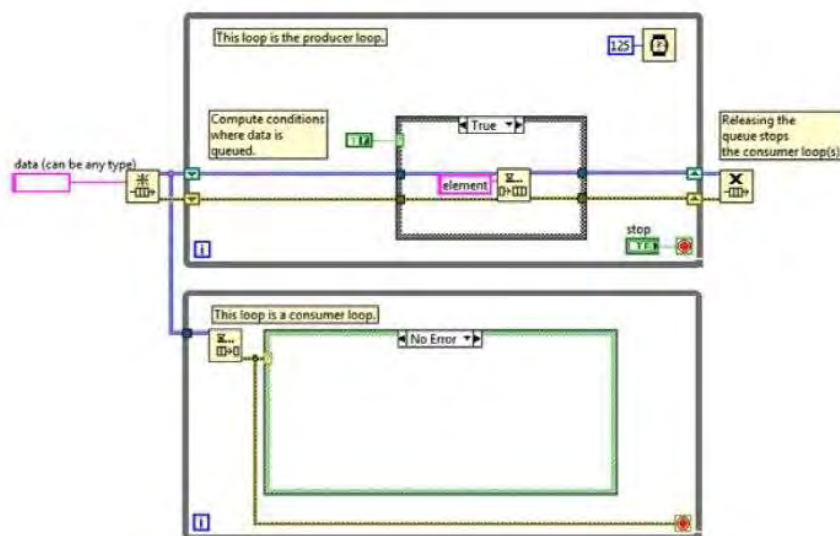 This loop is the producer loop.
125
Compute conditions
where data is
queued.
True
Releasing the
queue stops
the consumer loop(s)
data (can be any type)
element
stop
TF
i
This loop is a consumer loop.
No Error
i